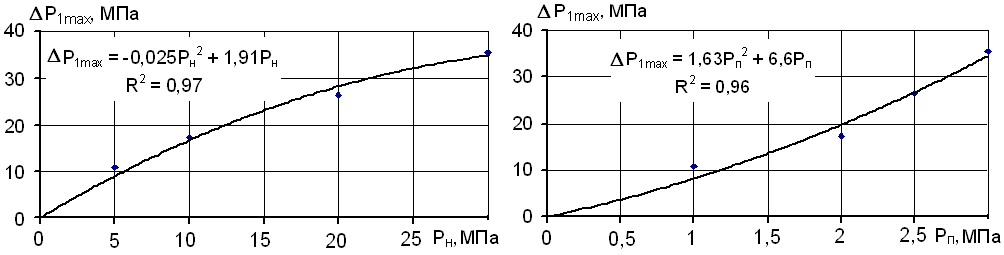 ΔP1max, МПа
40
30
20
10
0
ΔP1max = -0,025Pн² + 1,91Pн
R² = 0,97
0 5 10 15 20 25 Pн, МПа
ΔP1max, МПа
40
30
20
10
0
ΔP1max = 1,63Pп² + 6,6Pп
R² = 0,96
0 0,5 1 1,5 2 2,5 Pп, МПа